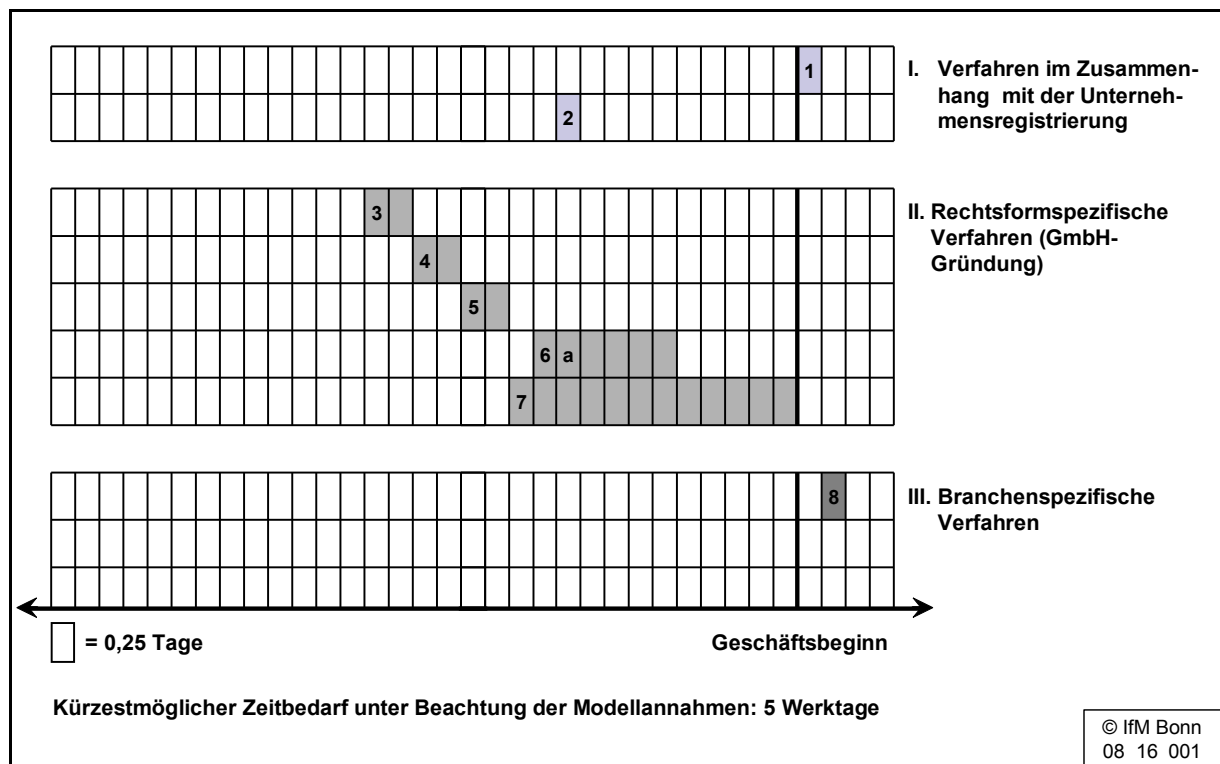 1
I. Verfahren im Zusammen-
hang mit der Unterneh-
mensregistrierung
2
3
II. Rechtsformspezifische
Verfahren (GmbH-
Gründung)
4
5
6 a
7
8
III. Branchenspezifische
Verfahren
= 0,25 Tage
Geschäftsbeginn
Kürzestmöglicher Zeitbedarf unter Beachtung der Modellannahmen: 5 Werktage
© IfM Bonn
08 16 001